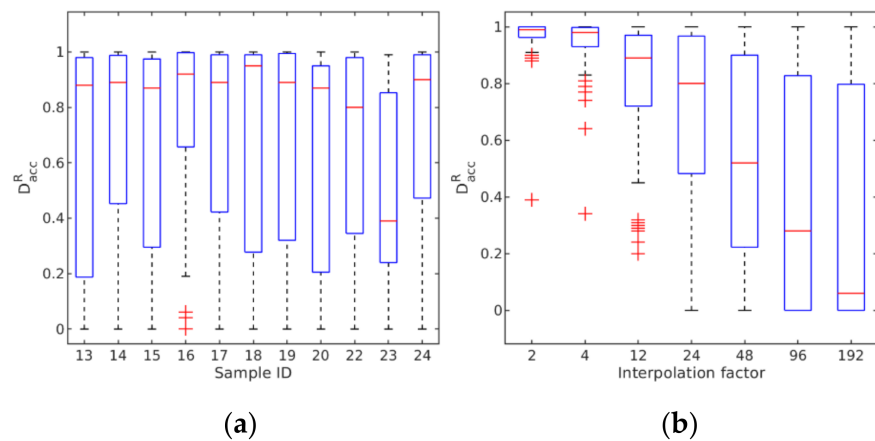 D^R_acc
1
0.8
0.6
0.4
0.2
0
13 14 15 16 17 18 19 20 22 23 24
Sample ID
(a)
D^R_acc
1
0.8
0.6
0.4
0.2
0
2 4 12 24 48 96 192
Interpolation factor
(b)